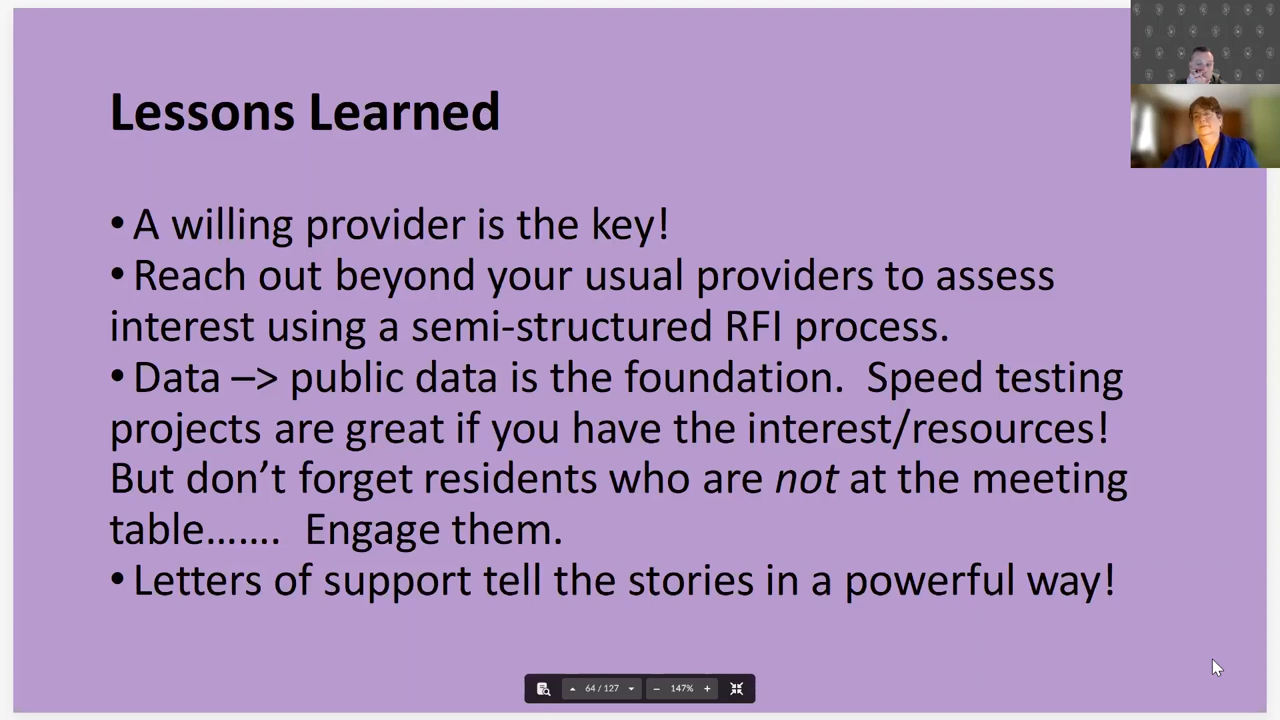 Lessons Learned
• A willing provider is the key!
• Reach out beyond your usual providers to assess
interest using a semi-structured RFI process.
• Data –> public data is the foundation.  Speed testing
projects are great if you have the interest/resources!
But don’t forget residents who are not at the meeting
table…….  Engage them.
• Letters of support tell the stories in a powerful way!
64 / 127
147%